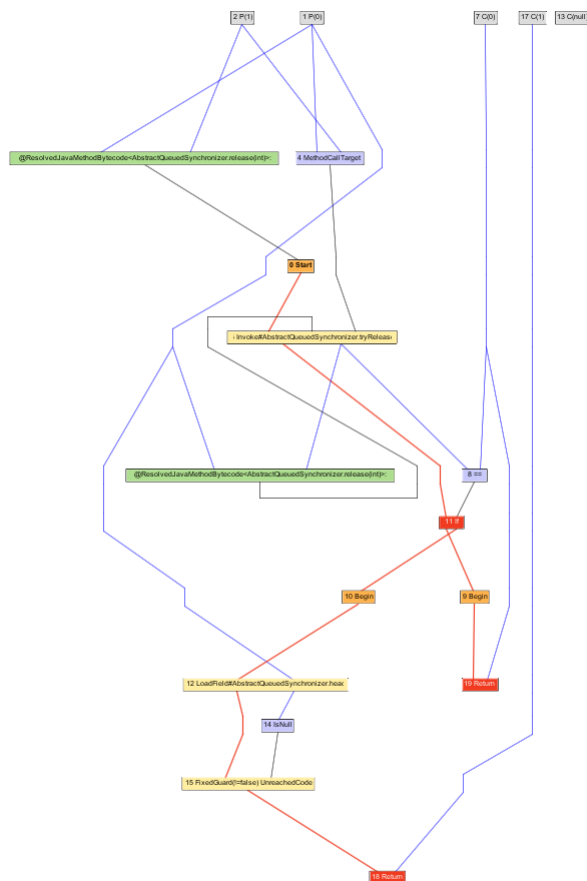 2 P(1)
1 P(0)
7 C(0)
17 C(1)
13 C(null
@ResolvedJavaMethodBytecode<AbstractQueuedSynchronizer.release(int)>:
4 MethodCallTarget
0 Start
Invoke#AbstractQueuedSynchronizer.tryReleas
@ResolvedJavaMethodBytecode<AbstractQueuedSynchronizer.release(int)>:
8 ==
11 If
10 Begin
9 Begin
12 LoadField#AbstractQueuedSynchronizer.head
19 Return
14 IsNull
15 FixedGuard(!=false) UnreachedCode
18 Return